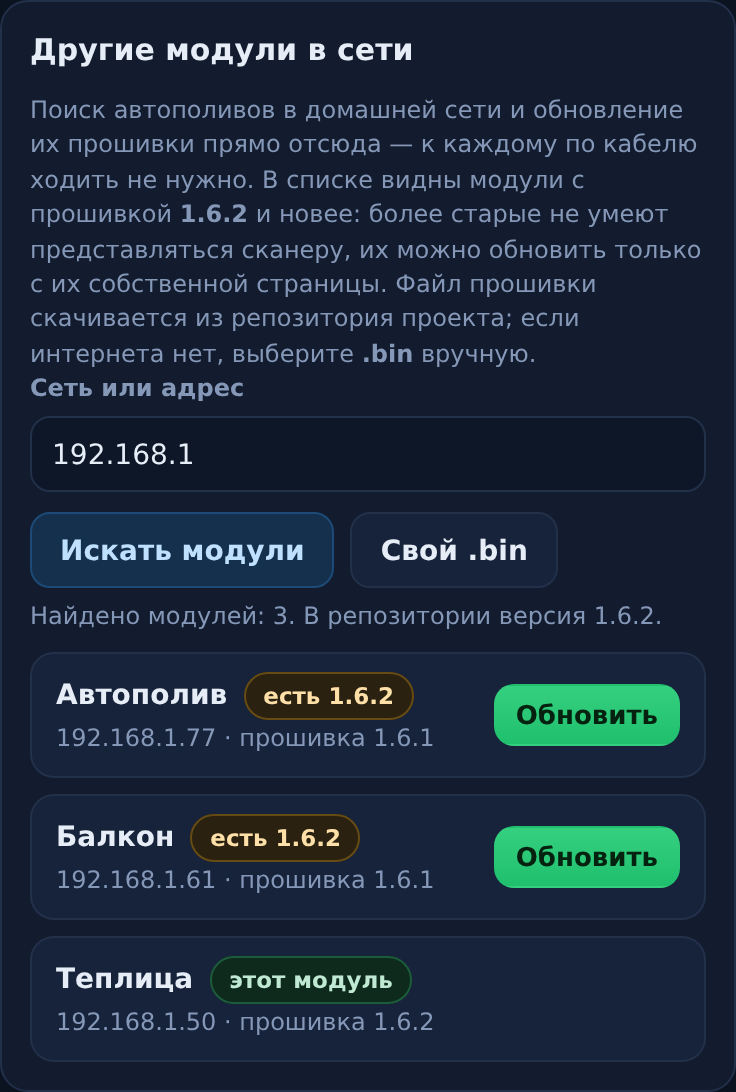 Другие модули в сети
Поиск автополивов в домашней сети и обновление
их прошивки прямо отсюда — к каждому по кабелю
ходить не нужно. В списке видны модули с
прошивкой 1.6.2 и новее: более старые не умеют
представляться сканеру, их можно обновить только
с их собственной страницы. Файл прошивки
скачивается из репозитория проекта; если
интернета нет, выберите .bin вручную.
Сеть или адрес
192.168.1
Искать модули Свой .bin
Найдено модулей: 3. В репозитории версия 1.6.2.
Автополив есть 1.6.2
192.168.1.77 · прошивка 1.6.1
Обновить
Балкон есть 1.6.2
192.168.1.61 · прошивка 1.6.1
Обновить
Теплица этот модуль
192.168.1.50 · прошивка 1.6.2